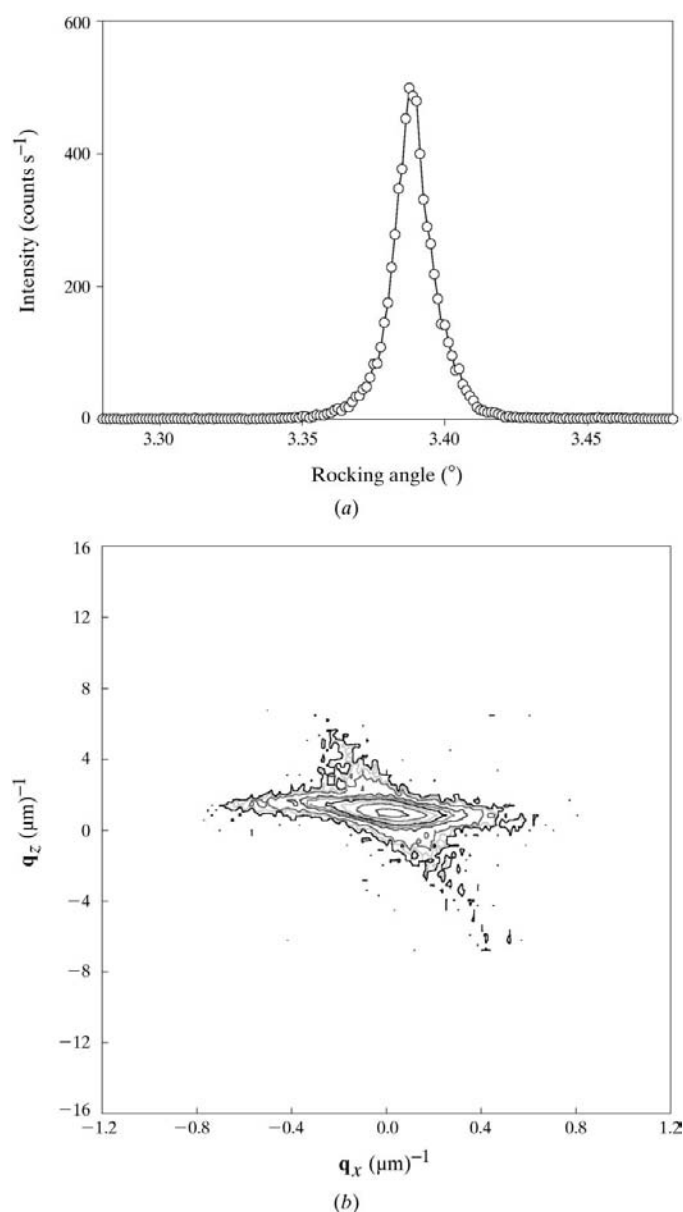 600
400
200
0
3.30 3.35 3.40 3.45
Intensity (counts s⁻¹)
Rocking angle (°)
(a)
16
12
8
4
0
−4
−8
−12
−16
−1.2 −0.8 −0.4 0.0 0.4 0.8 1.2
q_z (μm)⁻¹
q_x (μm)⁻¹
(b)